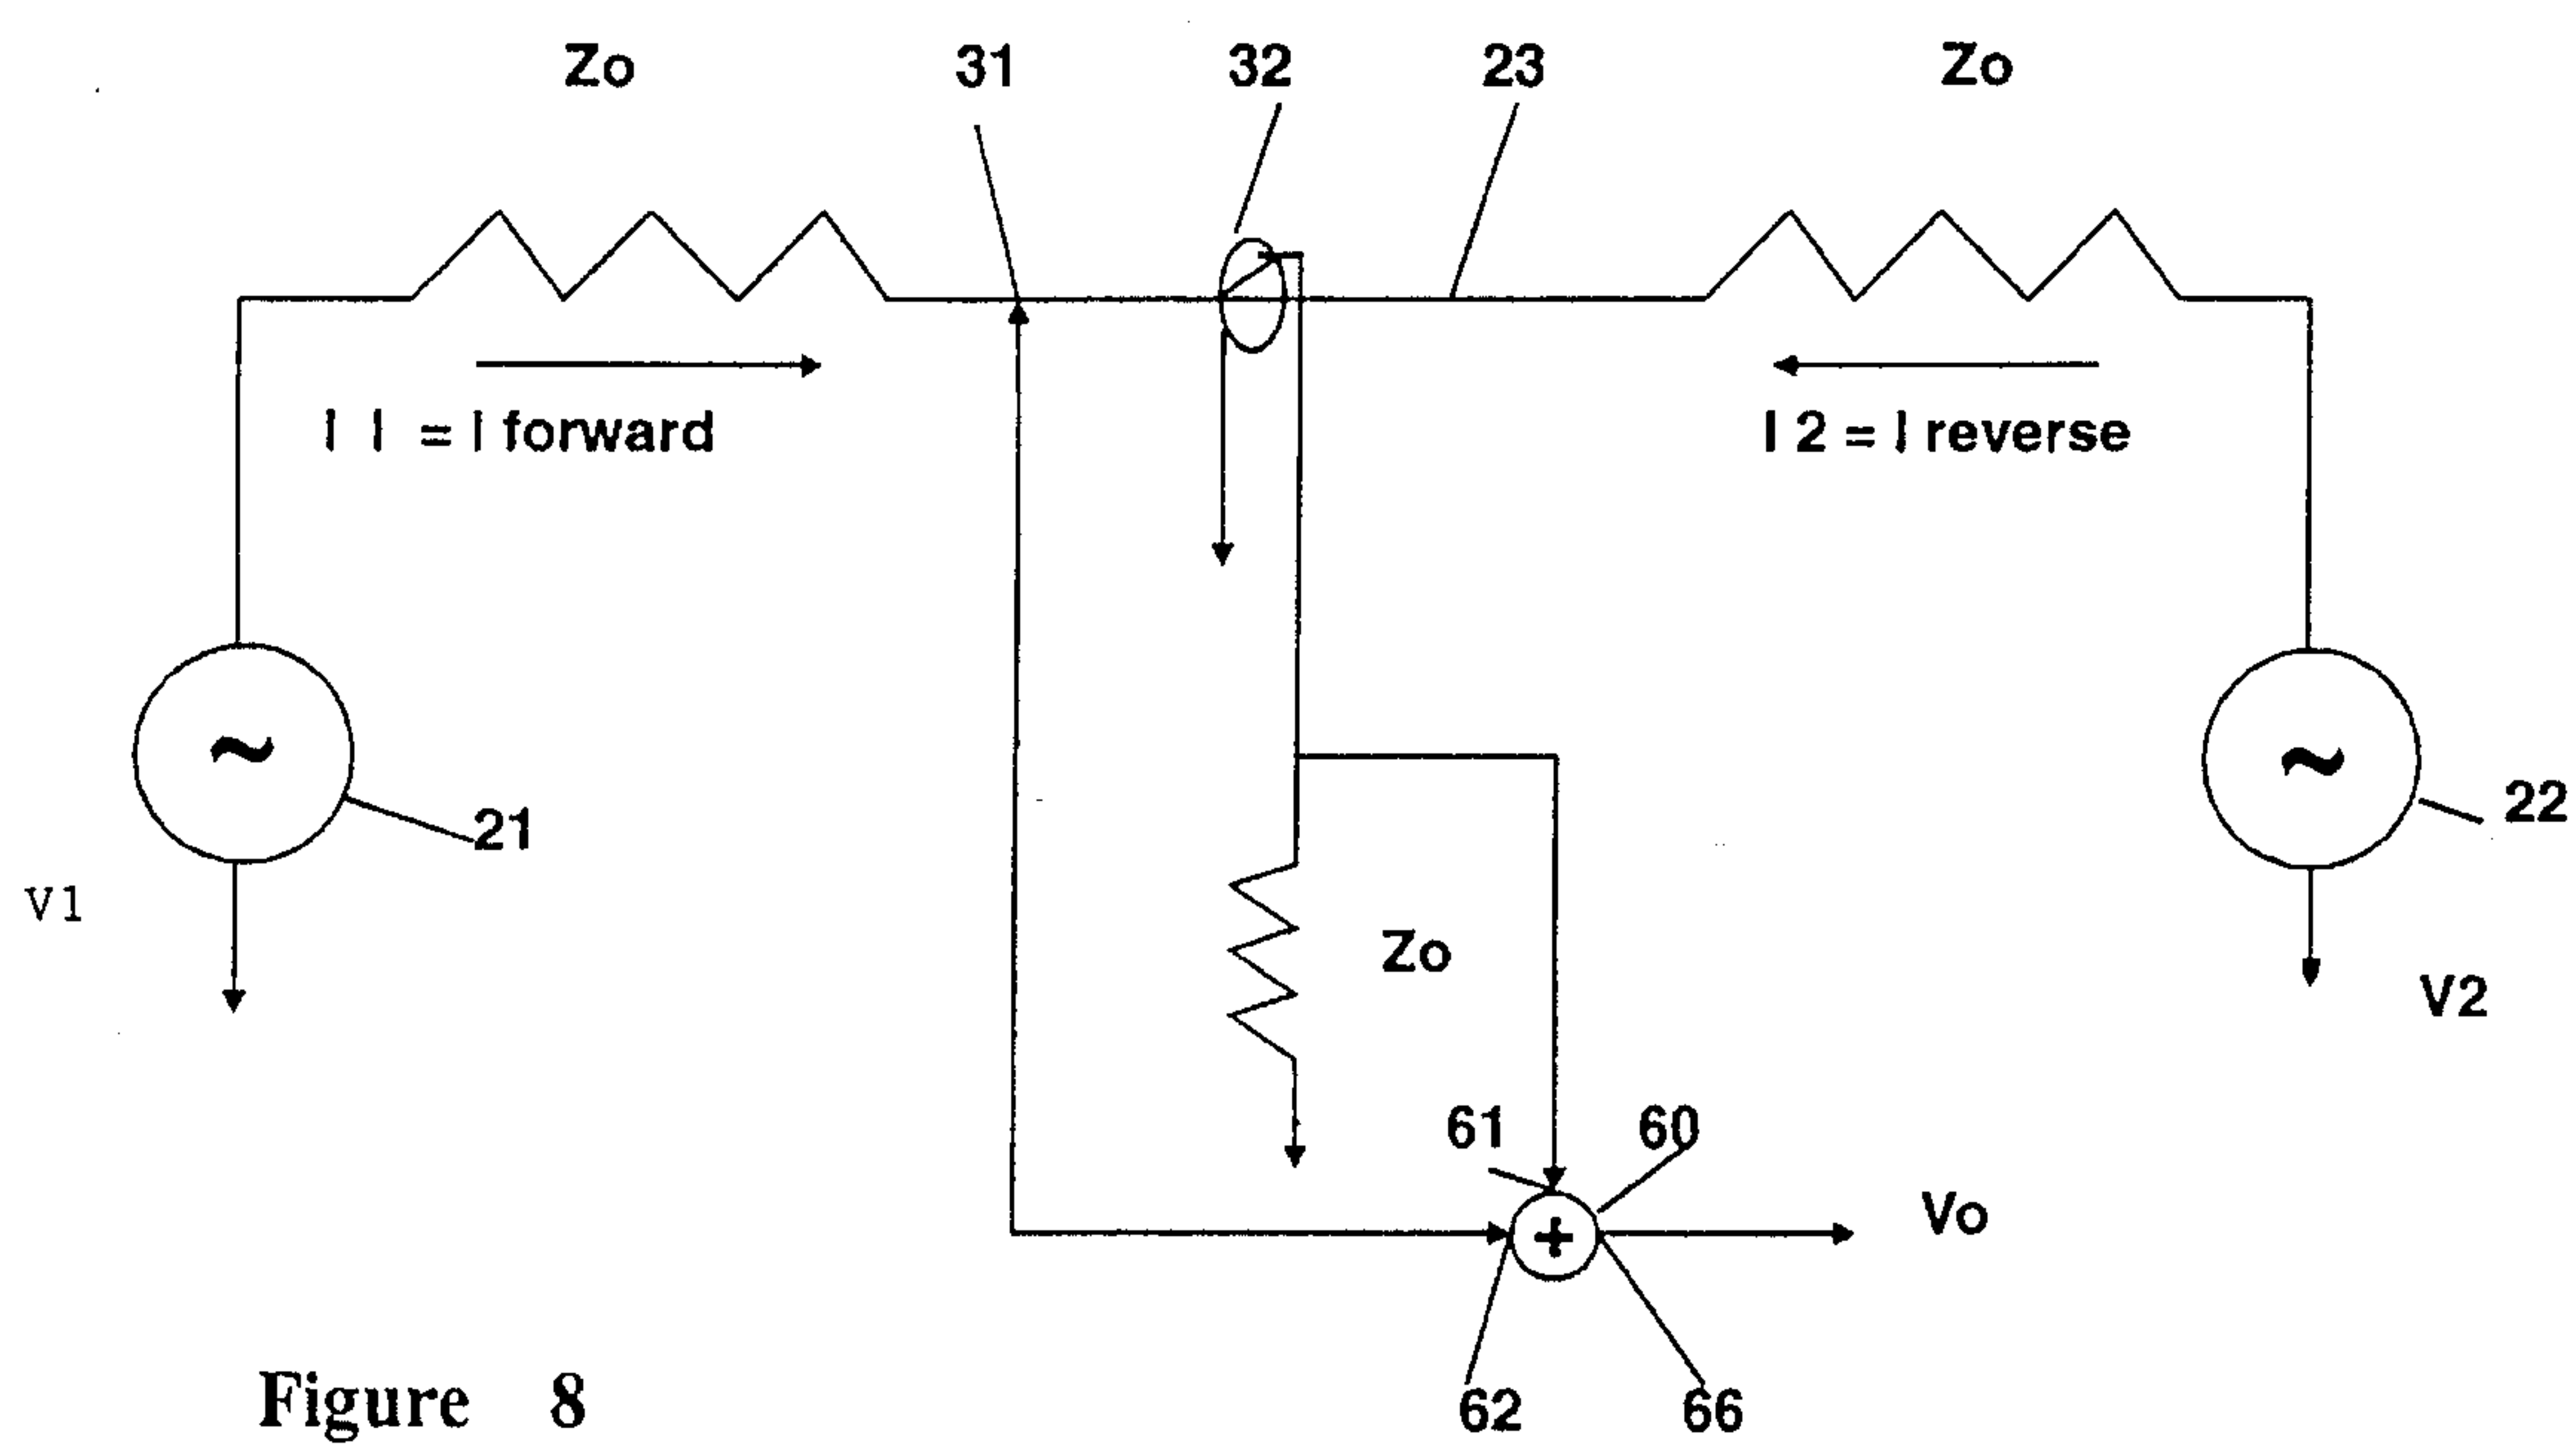 Zo
31
32
23
Zo
I I = I forward
I 2 = I reverse
~
~
21
22
V1
Zo
V2
61
60
+
Vo
62
66
Figure 8